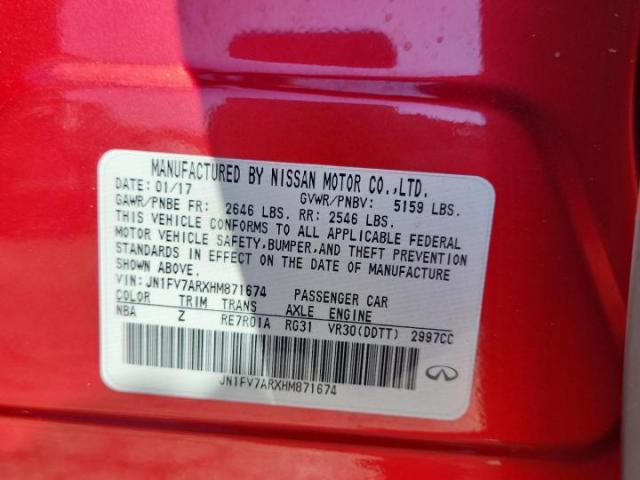 MANUFACTURED BY NISSAN MOTOR CO.,LTD.
DATE: 01/17 GVWR/PNBV: 5159 LBS.
GAWR/PNBE FR: 2646 LBS. RR: 2546 LBS.
THIS VEHICLE CONFORMS TO ALL APPLICABLE FEDERAL
MOTOR VEHICLE SAFETY,BUMPER,AND THEFT PREVENTION
STANDARDS IN EFFECT ON THE DATE OF MANUFACTURE
SHOWN ABOVE.
VIN: JN1FV7ARXHM871674 PASSENGER CAR
COLOR TRIM TRANS AXLE ENGINE
NBA Z RE7R01A RG31 VR30(DDTT) 2997CC
JN1FV7ARXHM871674